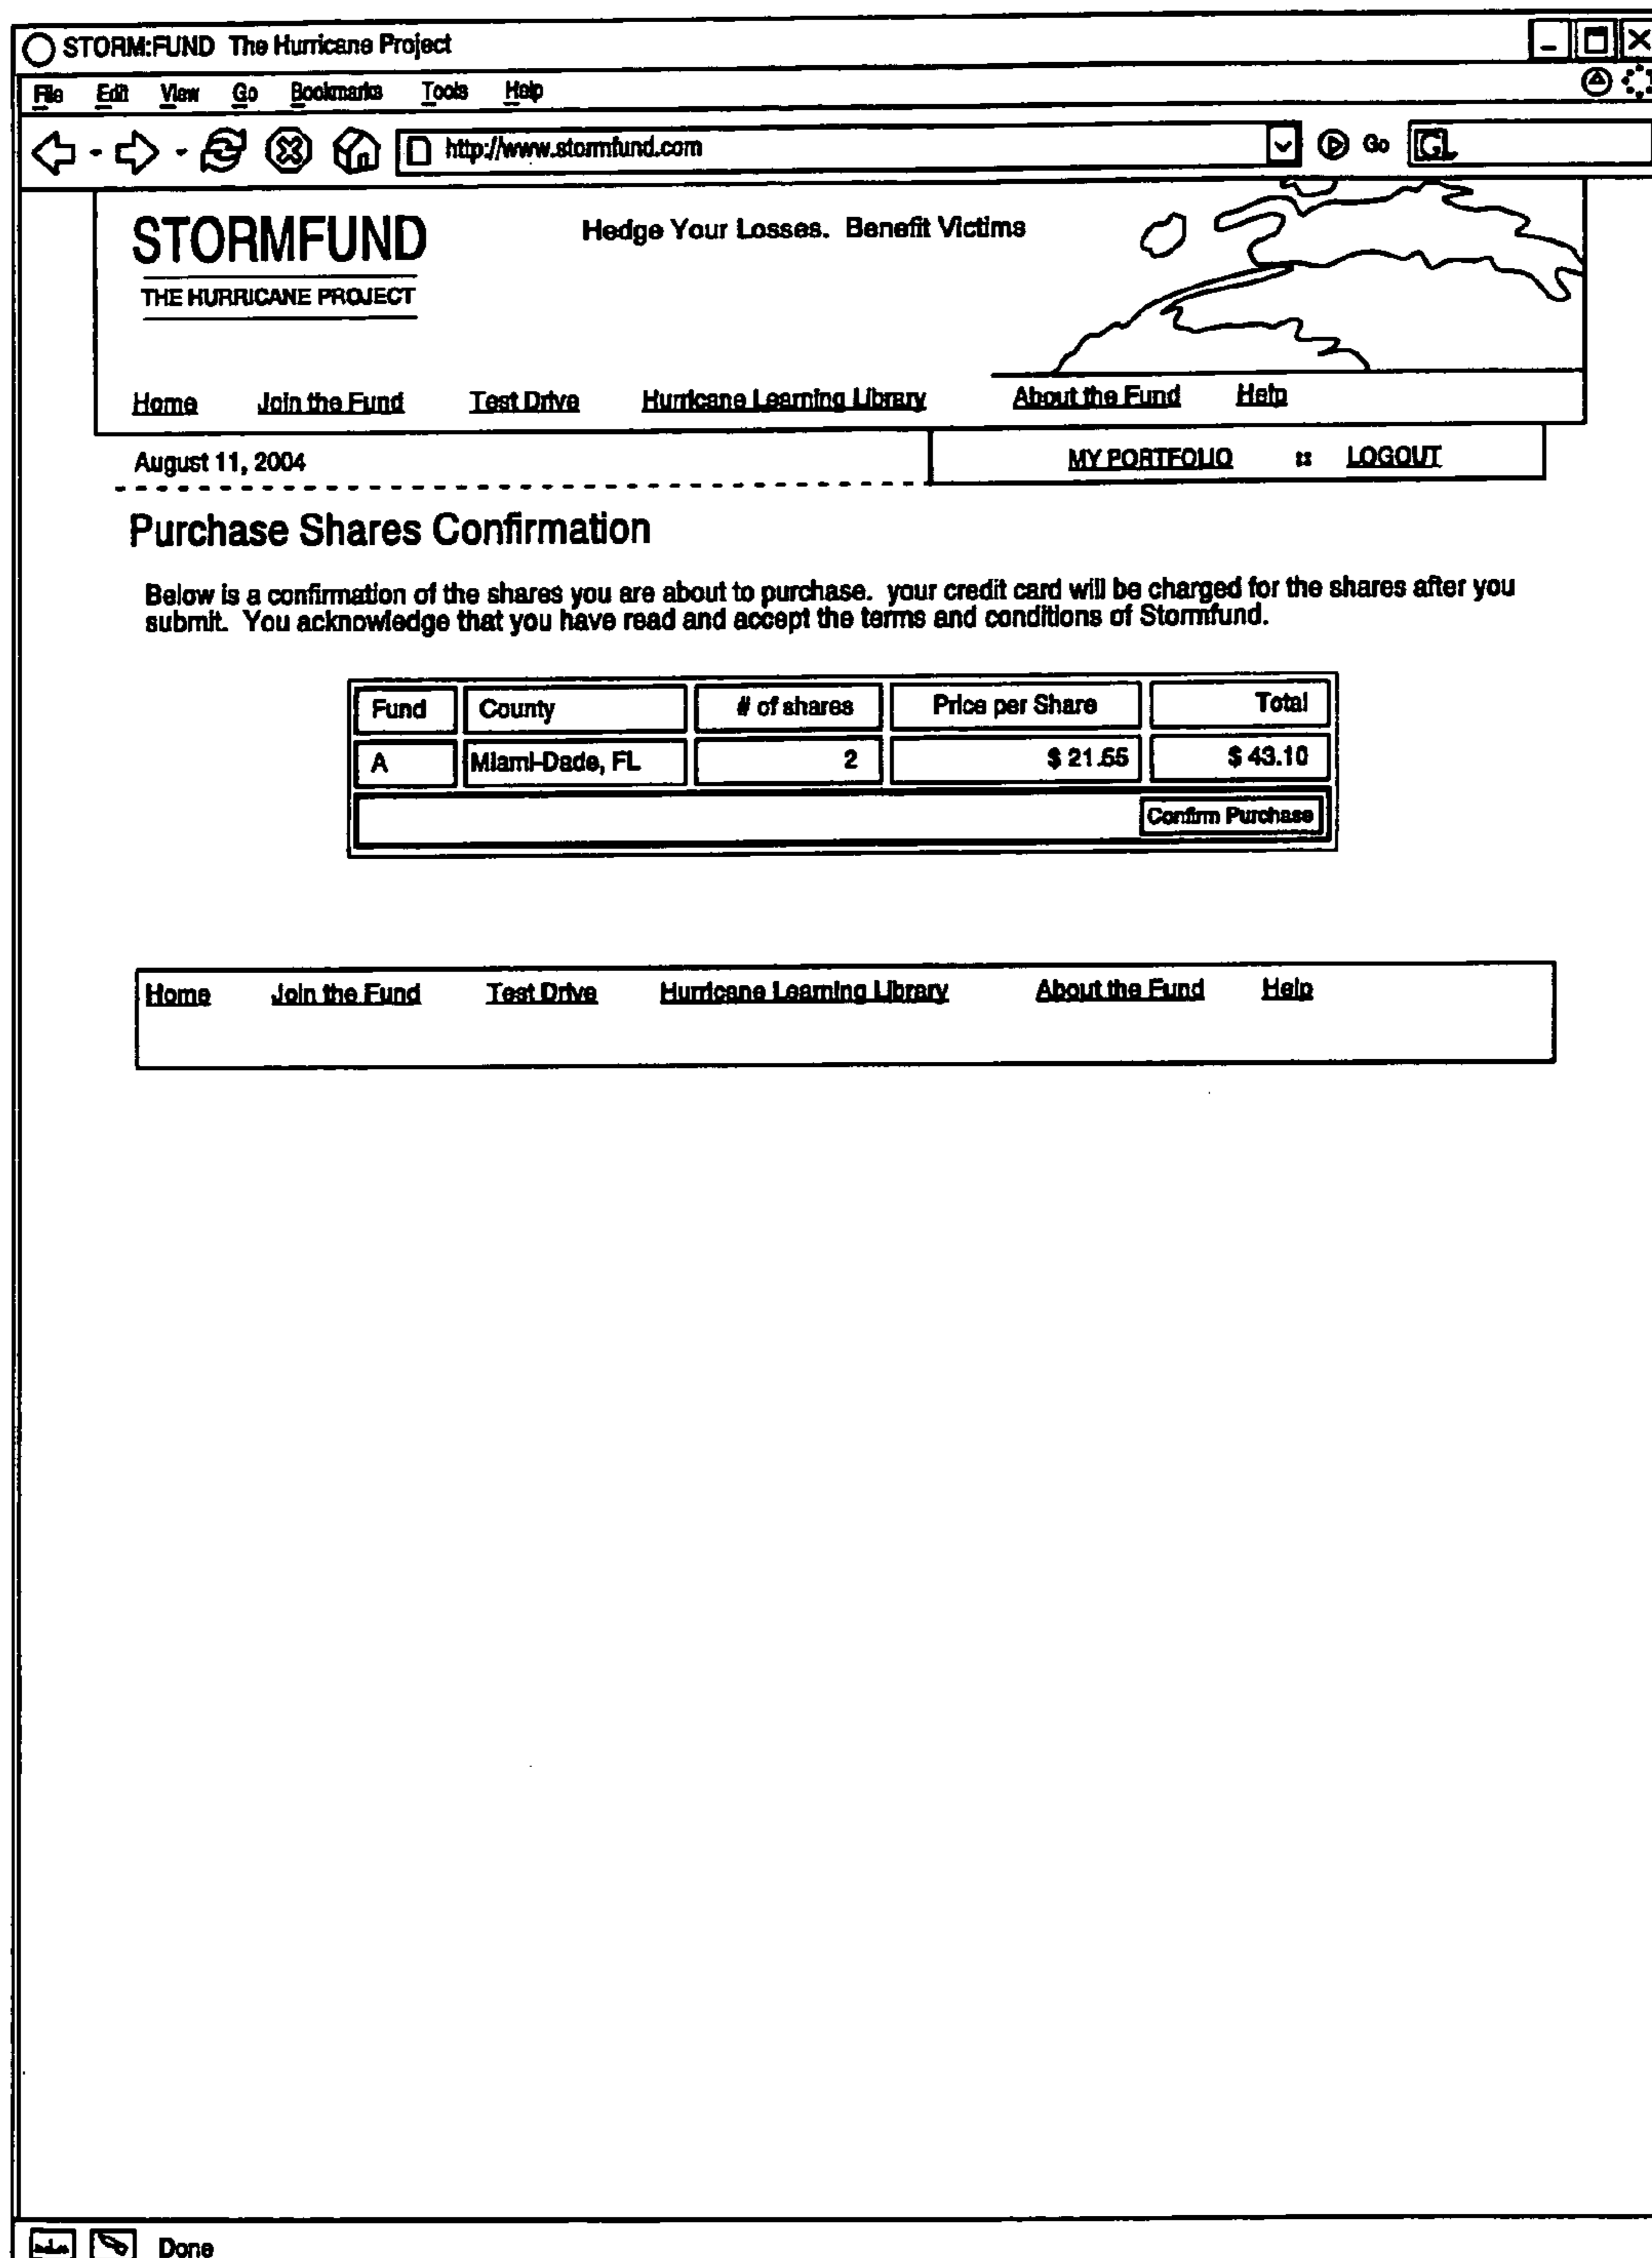 STORM:FUND The Hurricane Project
File Edit View Go Bookmarks Tools Help
http://www.stormfund.com Go G
STORMFUND Hedge Your Losses. Benefit Victims
THE HURRICANE PROJECT
Home Join the Fund Test Drive Hurricane Learning Library About the Fund Help
August 11, 2004 MY PORTFOLIO :: LOGOUT
Purchase Shares Confirmation
Below is a confirmation of the shares you are about to purchase. your credit card will be charged for the shares after you
submit. You acknowledge that you have read and accept the terms and conditions of Stormfund.
Fund County # of shares Price per Share Total
A Miami-Dade, FL 2 $ 21.55 $ 43.10
Confirm Purchase
Home Join the Fund Test Drive Hurricane Learning Library About the Fund Help
Done